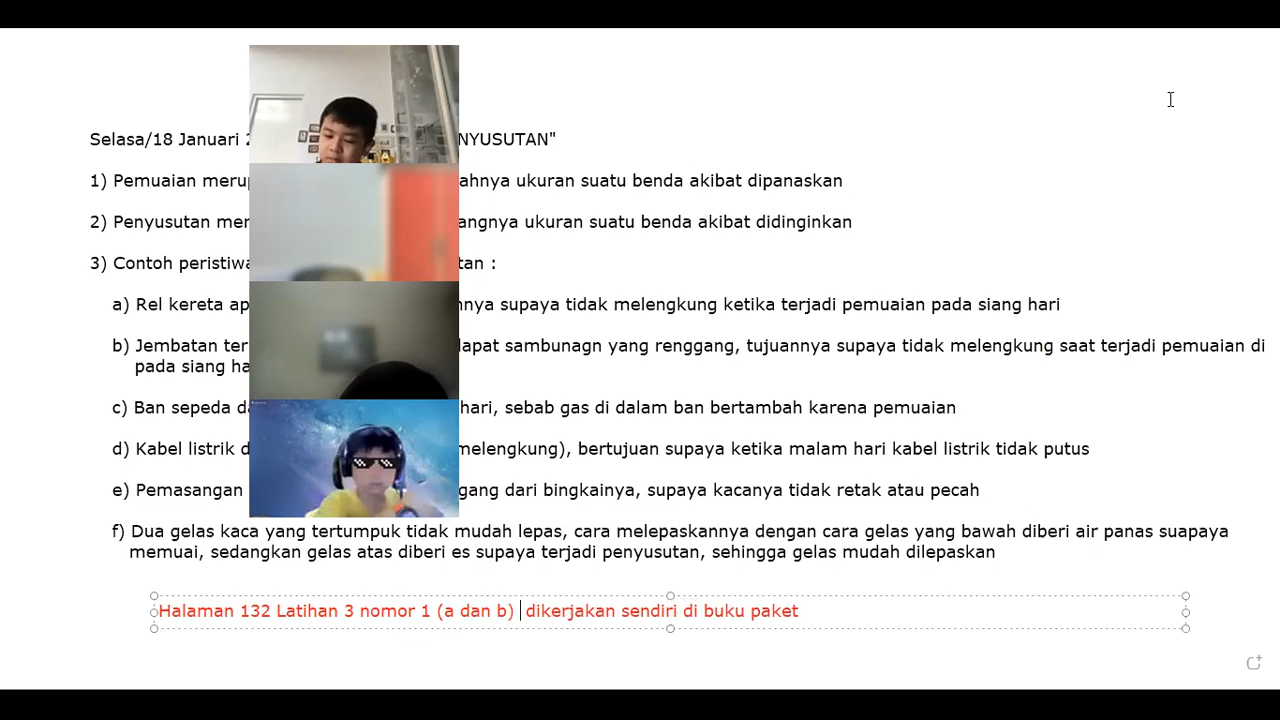 Selasa/18 Januari NYUSUTAN"
1) Pemuaian ahnya ukuran suatu benda akibat dipanaskan
2) Penyusutan angnya ukuran suatu benda akibat didinginkan
3) Contoh peristiwa tan :
a) Rel kereta nnya supaya tidak melengkung ketika terjadi pemuaian pada siang hari
b) Jembatan dapat sambunagn yang renggang, tujuannya supaya tidak melengkung saat terjadi pemuaian di
pada siang
c) Ban sepeda hari, sebab gas di dalam ban bertambah karena pemuaian
d) Kabel listrik melengkung), bertujuan supaya ketika malam hari kabel listrik tidak putus
e) Pemasangan gang dari bingkainya, supaya kacanya tidak retak atau pecah
f) Dua gelas kaca yang tertumpuk tidak mudah lepas, cara melepaskannya dengan cara gelas yang bawah diberi air panas suapaya
memuai, sedangkan gelas atas diberi es supaya terjadi penyusutan, sehingga gelas mudah dilepaskan
Halaman 132 Latihan 3 nomor 1 (a dan b) dikerjakan sendiri di buku paket